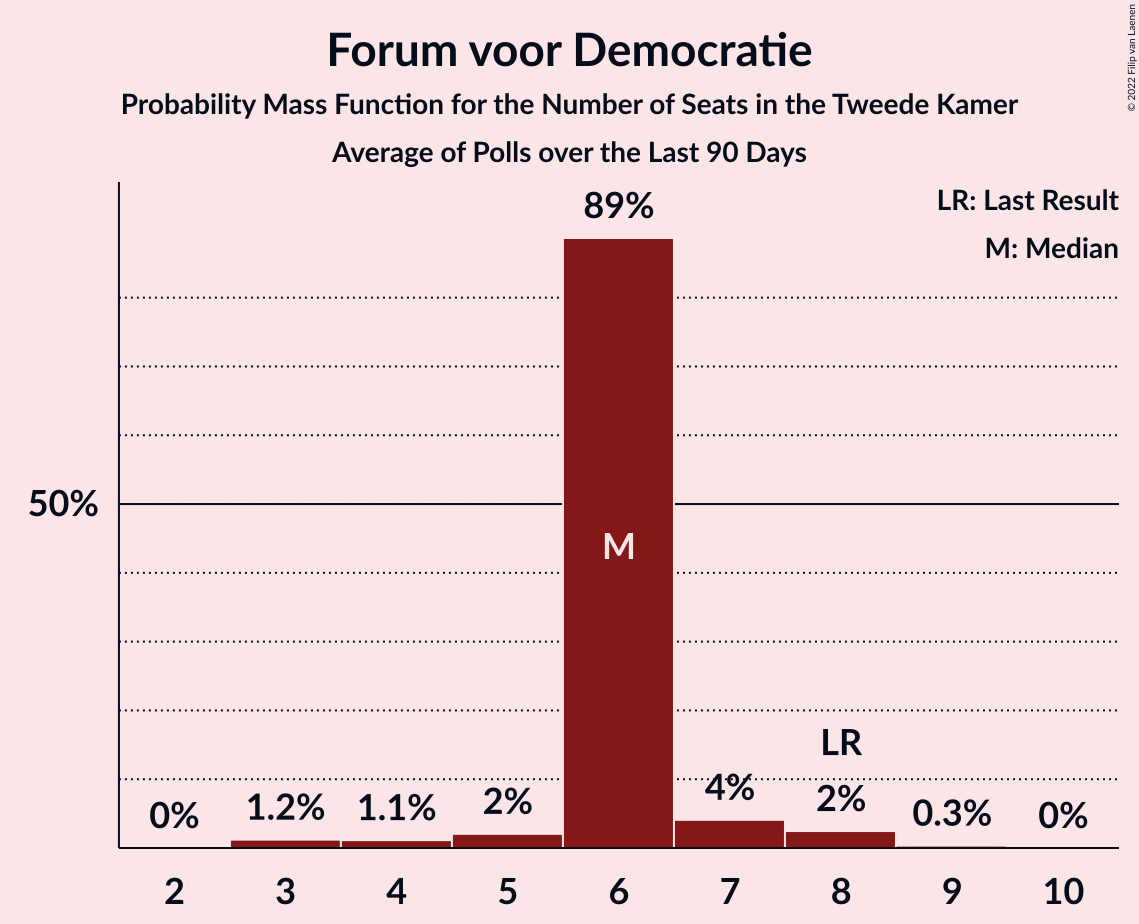 Forum voor Democratie
Probability Mass Function for the Number of Seats in the Tweede Kamer
Average of Polls over the Last 90 Days
© 2022 Filip van Laenen
LR: Last Result
M: Median
89%
50%
M
LR
0%
1.2%
1.1%
2%
4%
2%
0.3%
0%
2 3 4 5 6 7 8 9 10